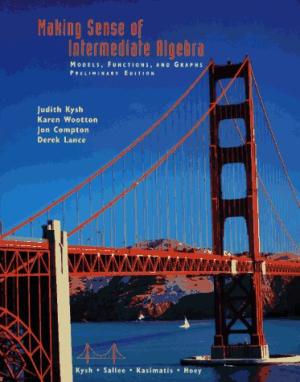 Making Sense of
Intermediate Algebra
MODELS, FUNCTIONS, AND GRAPHS
PRELIMINARY EDITION
Judith Kysh
Karen Wootton
Jon Compton
Derek Lance
Kysh • Sallee • Kasimatis • Hoey